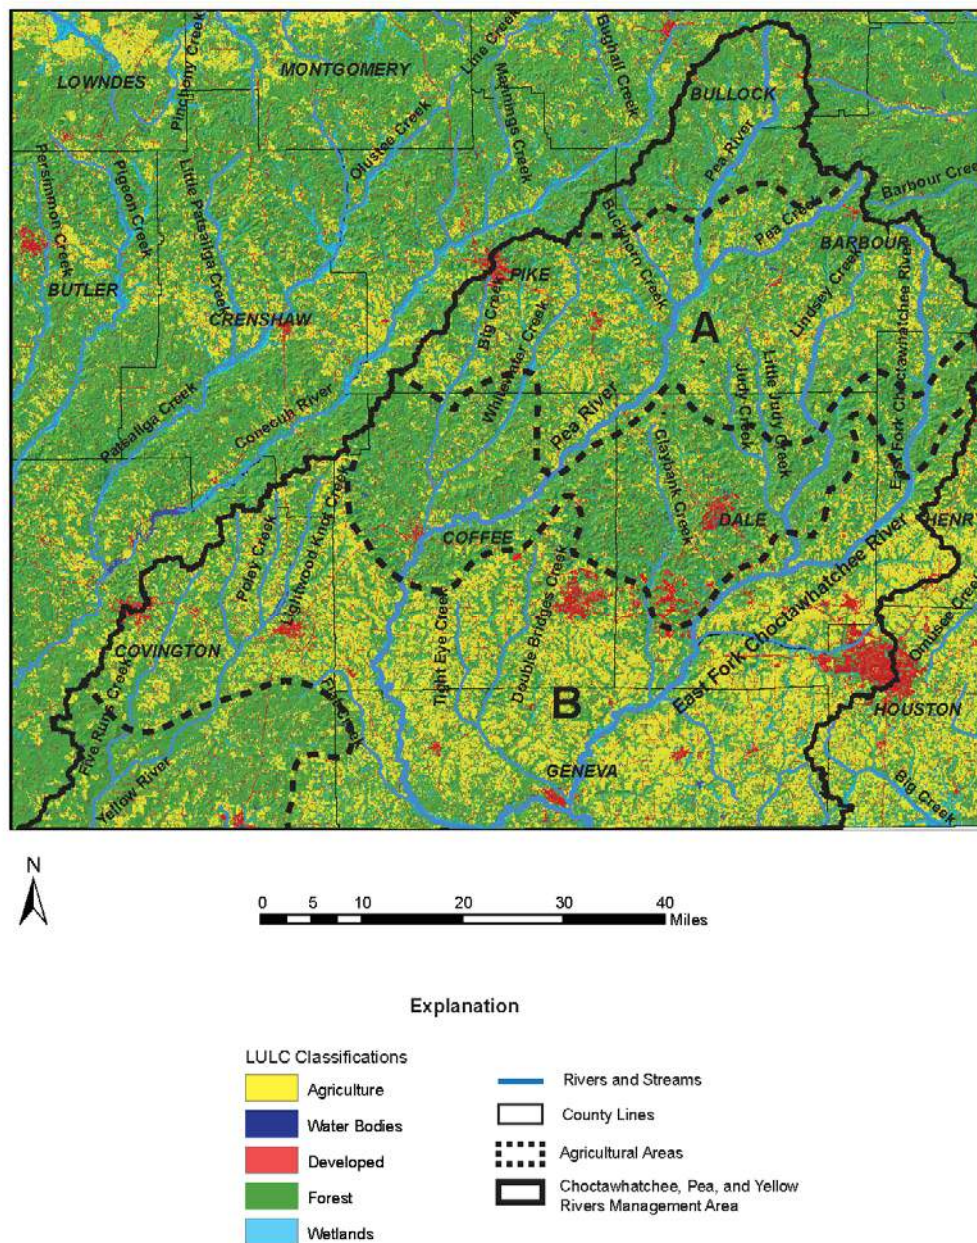 LOWNDES
Pinchony Creek
MONTGOMERY
Line Creek
Mannings Creek
Bughall Creek
BULLOCK
Pea River
Olustee Creek
Persimmon Creek
Pigeon Creek
Little Patsaliga Creek
Buckhorn Creek
Pea Creek
Barbour Creek
BARBOUR
BUTLER
CRENSHAW
PIKE
Big Creek
Whitewater Creek
A
Lindsey Creek
East Fork Choctawhatchee River
Judy Creek
Little Judy Creek
Patsaliga Creek
Conecuh River
Pea River
Claybank Creek
COFFEE
DALE
HENR
Poley Creek
Lightwood Knot Creek
COVINGTON
Five Runs Creek
Yellow River
Flat Creek
Tight Eye Creek
Double Bridges Creek
B
East Fork Choctawhatchee River
Omussee Cre
HOUSTON
GENEVA
Big Creek
N
0 5 10 20 30 40
Miles
Explanation
LULC Classifications
Agriculture
Water Bodies
Developed
Forest
Wetlands
Rivers and Streams
County Lines
Agricultural Areas
Choctawhatchee, Pea, and Yellow
Rivers Management Area